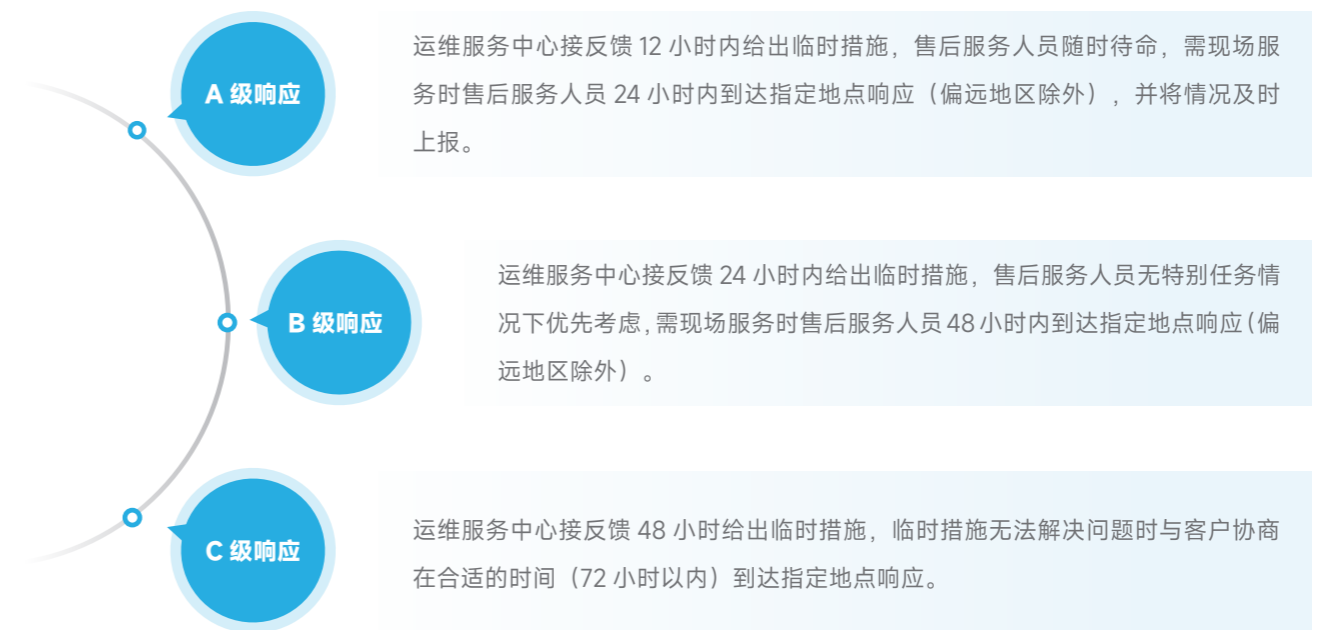 A 级响应
运维服务中心接反馈 12 小时内给出临时措施，售后服务人员随时待命，需现场服
务时售后服务人员 24 小时内到达指定地点响应（偏远地区除外），并将情况及时
上报。
B 级响应
运维服务中心接反馈 24 小时内给出临时措施，售后服务人员无特别任务情
况下优先考虑，需现场服务时售后服务人员 48 小时内到达指定地点响应（偏
远地区除外）。
C 级响应
运维服务中心接反馈 48 小时给出临时措施，临时措施无法解决问题时与客户协商
在合适的时间（72 小时以内）到达指定地点响应。